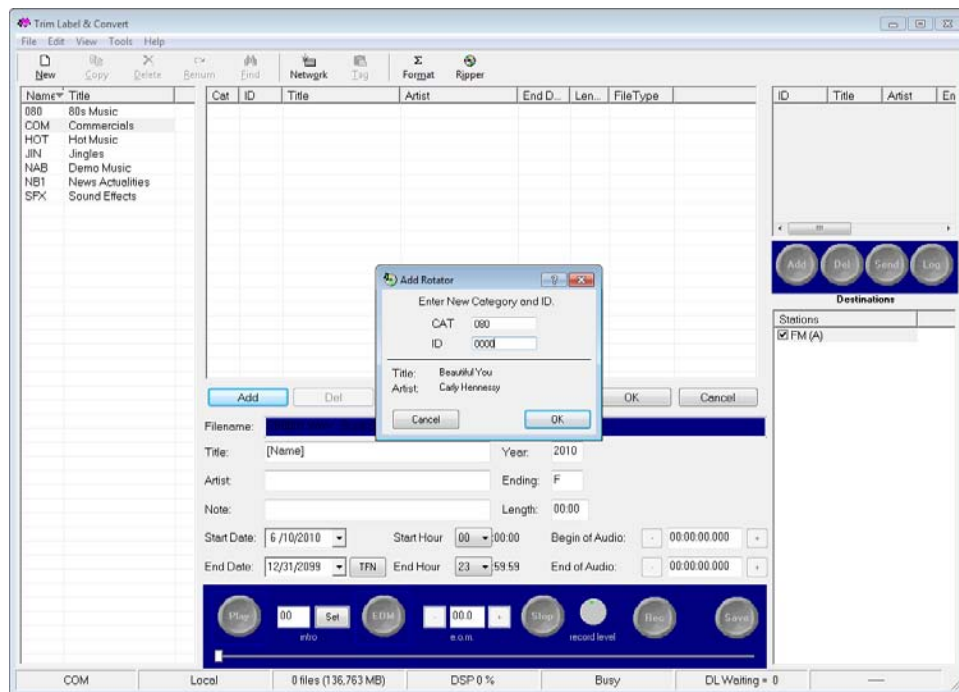 Trim Label & Convert
File Edit View Tools Help
New Copy Delete Renum Find Network Tag Format Ripper
Name Title
080 80s Music
COM Commercials
HOT Hot Music
JIN Jingles
NAB Demo Music
NB1 News Actualities
SFX Sound Effects
Cat ID Title Artist End D... Len... FileType
ID Title Artist En
Add Del Send Log
Destinations
Stations
FM (A)
Add Rotator
Enter New Category and ID.
CAT 080
ID 0000
Title: Beautiful You
Artist: Carly Hennessy
Cancel OK
Add Del OK Cancel
Filename:
Title: [Name] Year: 2010
Artist: Ending: F
Note: Length: 00:00
Start Date: 6 /10/2010 Start Hour 00 :00:00 Begin of Audio: - 00:00:00.000 +
End Date: 12/31/2099 TFN End Hour 23 :59:59 End of Audio: - 00:00:00.000 +
Play 00 Set EOM - 00.0 + Stop Rec Save
intro e.o.m. record level
COM Local 0 files (136,763 MB) DSP 0 % Busy DL Waiting = 0 ----